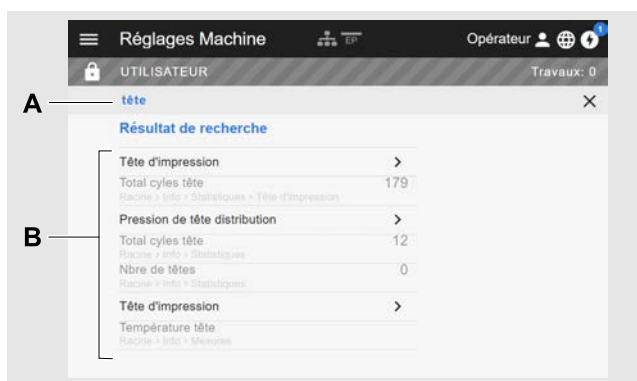 Réglages Machine EP Opérateur 1
UTILISATEUR Travaux: 0
A tête
Résultat de recherche
Tête d'impression
Total cyles tête 179
Racine > Info > Statistiques > Tête d'impression
B Pression de tête distribution
Total cyles tête 12
Racine > Info > Statistiques
Nbre de têtes 0
Racine > Info > Statistiques
Tête d'impression
Température tête
Racine > Info > Mesures